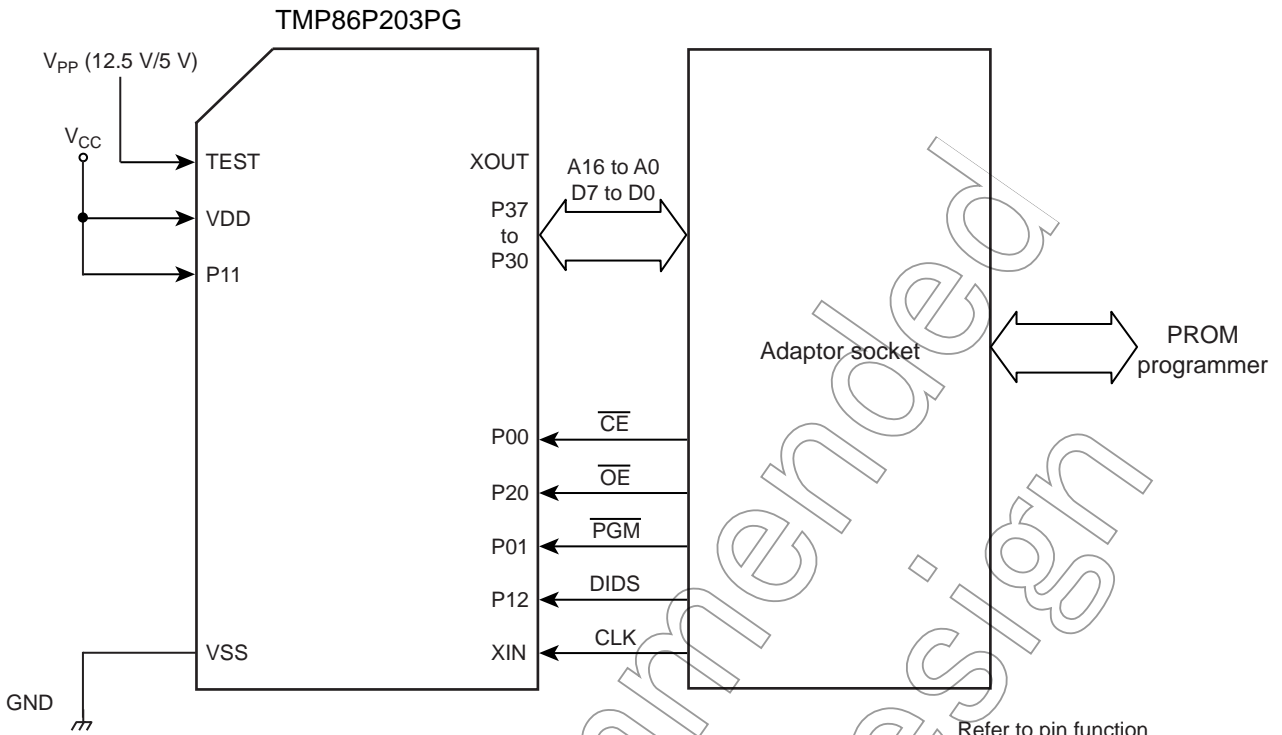 TMP86P203PG
VPP (12.5 V/5 V)
VCC
TEST
VDD
P11
VSS
GND
XOUT
P37
to
P30
A16 to A0
D7 to D0
P00
CE
P20
OE
P01
PGM
P12
DIDS
XIN
CLK
Adaptor socket
PROM
programmer
mmended
esign
Refer to pin function